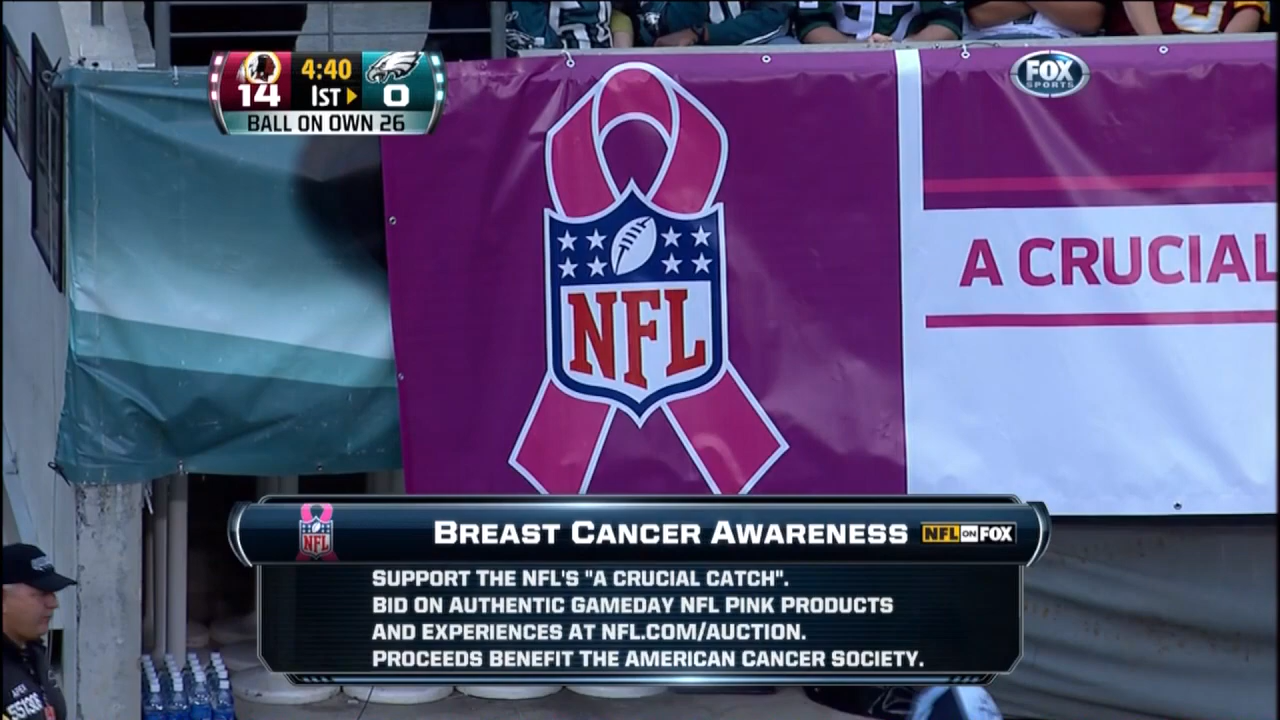 14
4:40
1ST
0
BALL ON OWN 26
FOX
SPORTS
NFL
A CRUCIAL
NFL
BREAST CANCER AWARENESS
NFL ON FOX
SUPPORT THE NFL'S "A CRUCIAL CATCH".
BID ON AUTHENTIC GAMEDAY NFL PINK PRODUCTS
AND EXPERIENCES AT NFL.COM/AUCTION.
PROCEEDS BENEFIT THE AMERICAN CANCER SOCIETY.